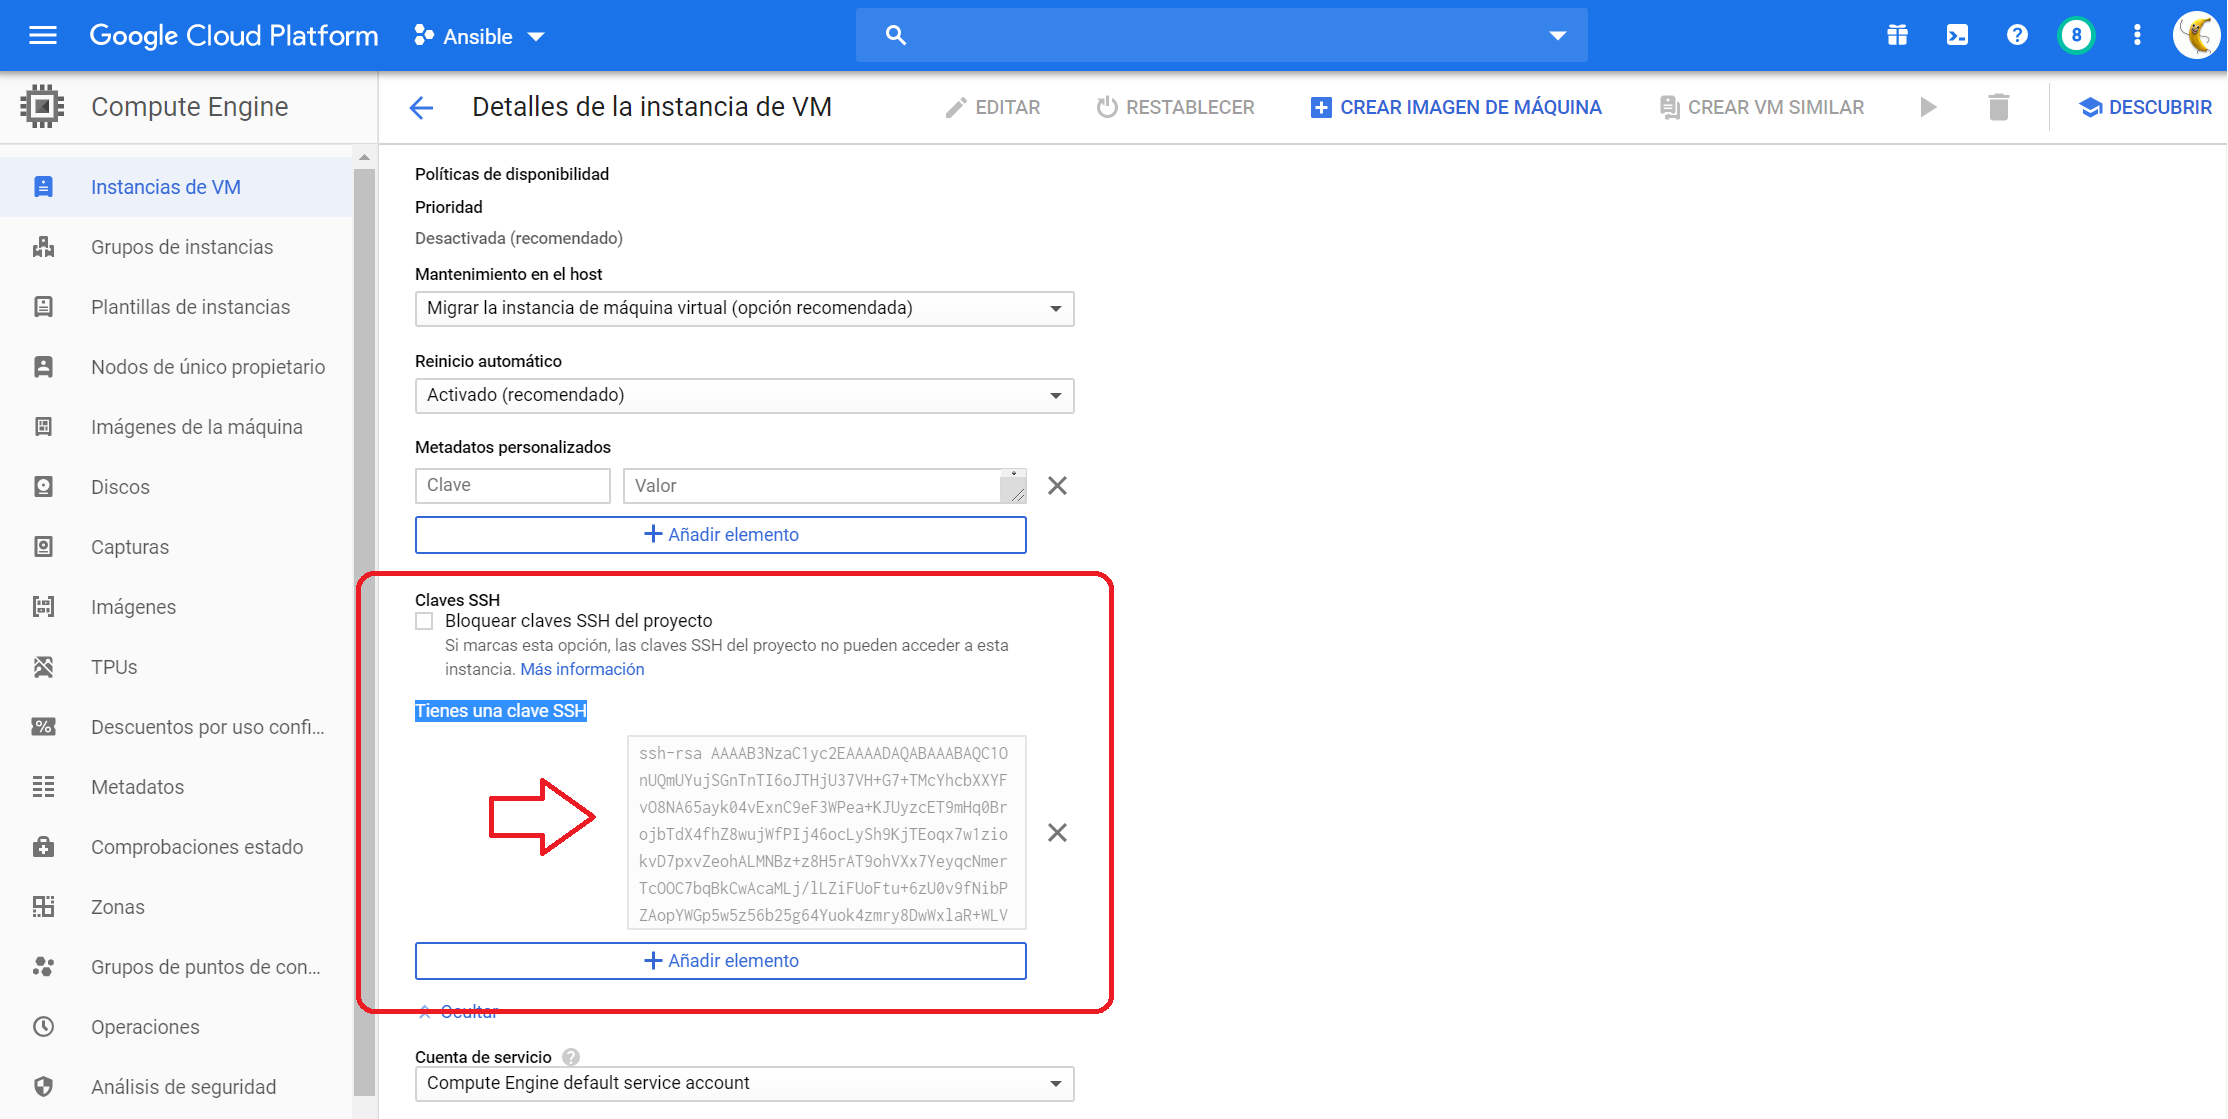 Google Cloud Platform
Ansible
8
Compute Engine
Detalles de la instancia de VM
EDITAR
RESTABLECER
CREAR IMAGEN DE MÁQUINA
CREAR VM SIMILAR
DESCUBRIR
Instancias de VM
Grupos de instancias
Plantillas de instancias
Nodos de único propietario
Imágenes de la máquina
Discos
Capturas
Imágenes
TPUs
Descuentos por uso confi...
Metadatos
Comprobaciones estado
Zonas
Grupos de puntos de con...
Operaciones
Análisis de seguridad
Políticas de disponibilidad
Prioridad
Desactivada (recomendado)
Mantenimiento en el host
Migrar la instancia de máquina virtual (opción recomendada)
Reinicio automático
Activado (recomendado)
Metadatos personalizados
Clave
Valor
Añadir elemento
Claves SSH
Bloquear claves SSH del proyecto
Si marcas esta opción, las claves SSH del proyecto no pueden acceder a esta
instancia. Más información
Tienes una clave SSH
ssh-rsa AAAAB3NzaC1yc2EAAAADAQABAAABAQC1O
nUQmUYujSGnTnTI6oJTHjU37VH+G7+TMcYhcbXXYF
vO8NA65ayk04vExnC9eF3WPea+KJUyzcET9mHq0Br
ojbTdX4fhZ8wujWfPIj46ocLySh9KjTEoqx7w1zio
kvD7pxvZeohALMNBz+z8H5rAT9ohVXx7YeyqcNmer
TcOOC7bqBkCwAcaMLj/lLZiFUoFtu+6zU0v9fNibP
ZAopYWGp5w5z56b25g64Yuok4zmry8DwWxlaR+WLV
Añadir elemento
Ocultar
Cuenta de servicio
Compute Engine default service account